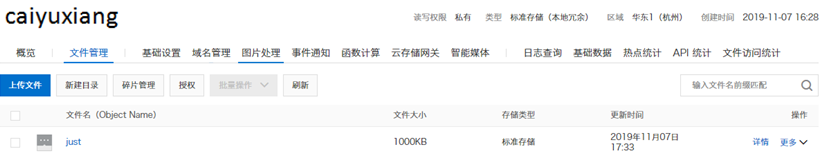 caiyuxiang
读写权限 私有 类型 标准存储（本地冗余） 区域 华东1（杭州） 创建时间 2019-11-07 16:28
概览 文件管理 基础设置 域名管理 图片处理 事件通知 函数计算 云存储网关 智能媒体 日志查询 基础数据 热点统计 API 统计 文件访问统计
上传文件 新建目录 碎片管理 授权 批量操作 刷新 输入文件名前缀匹配
文件名（Object Name） 文件大小 存储类型 更新时间 操作
just 1000KB 标准存储 2019年11月07日 详情 更多
17:33